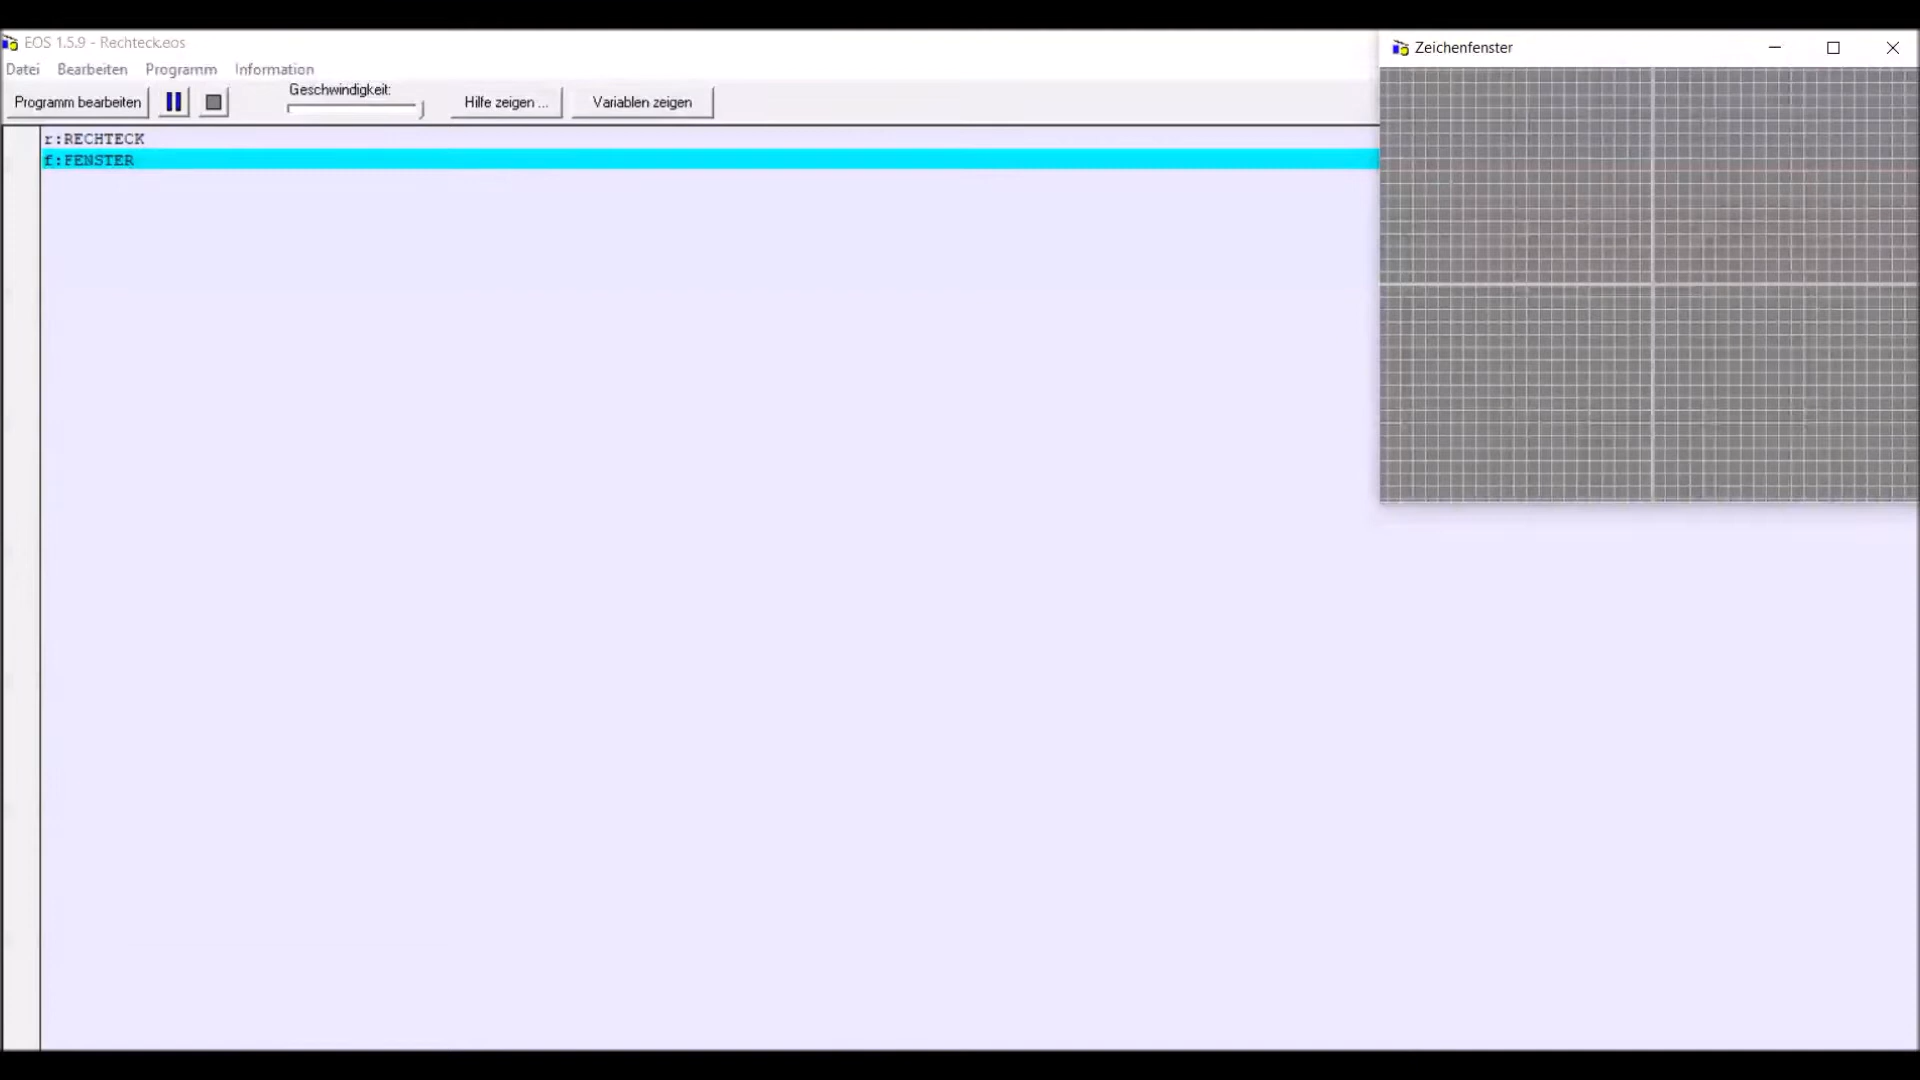 EOS 1.5.9 - Rechteck.eos
Zeichenfenster
Datei Bearbeiten Programm Information
Programm bearbeiten
Geschwindigkeit:
Hilfe zeigen ...
Variablen zeigen
r:RECHTECK
f:FENSTER